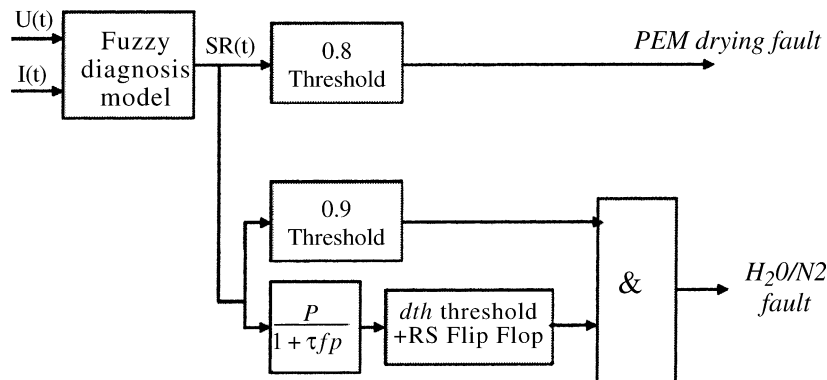 U(t)
I(t)
Fuzzy
diagnosis
model
SR(t)
0.8
Threshold
PEM drying fault
0.9
Threshold
P
1 + τfp
dth threshold
+RS Flip Flop
&
H20/N2
fault